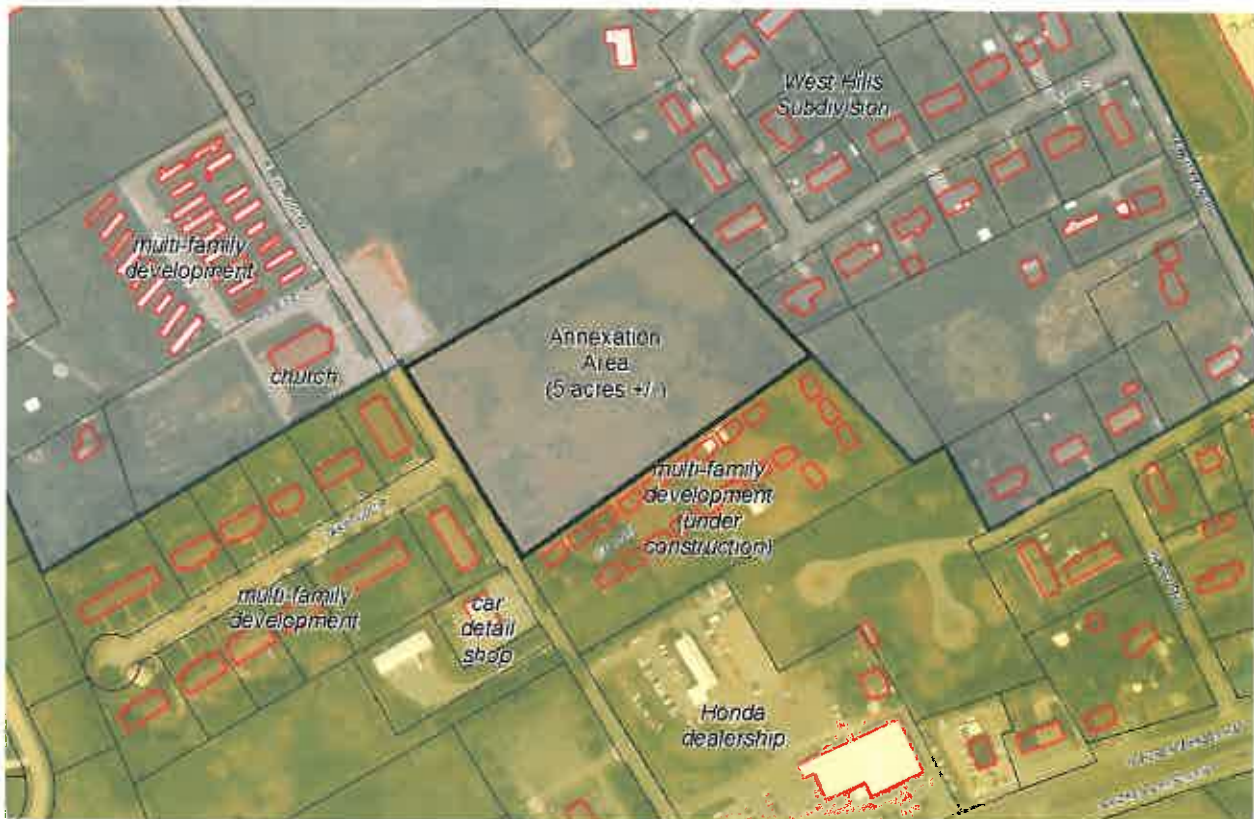 West Hills
Subdivision
multi-family
development
church
Annexation
Area
(5 acres +/-)
multi-family
development
(under
construction)
multi-family
development
car
detail
shop
Honda
dealership